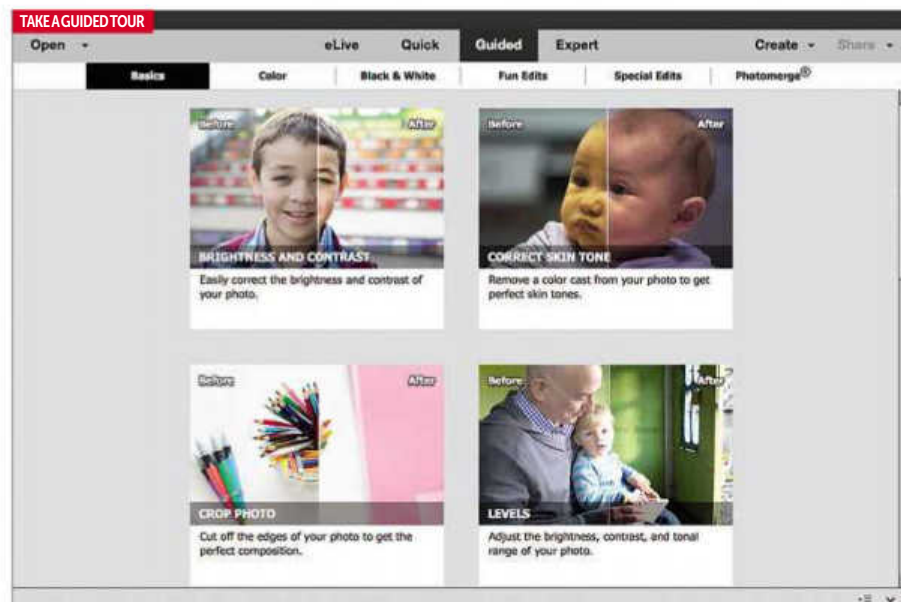 TAKE A GUIDED TOUR
Open eLive Quick Guided Expert Create Share
Basics Color Black & White Fun Edits Special Edits Photomerge®
Before After Before After
BRIGHTNESS AND CONTRAST
Easily correct the brightness and contrast of
your photo.
CORRECT SKIN TONE
Remove a color cast from your photo to get
perfect skin tones.
Before After Before After
CROP PHOTO
Cut off the edges of your photo to get the
perfect composition.
LEVELS
Adjust the brightness, contrast, and tonal
range of your photo.